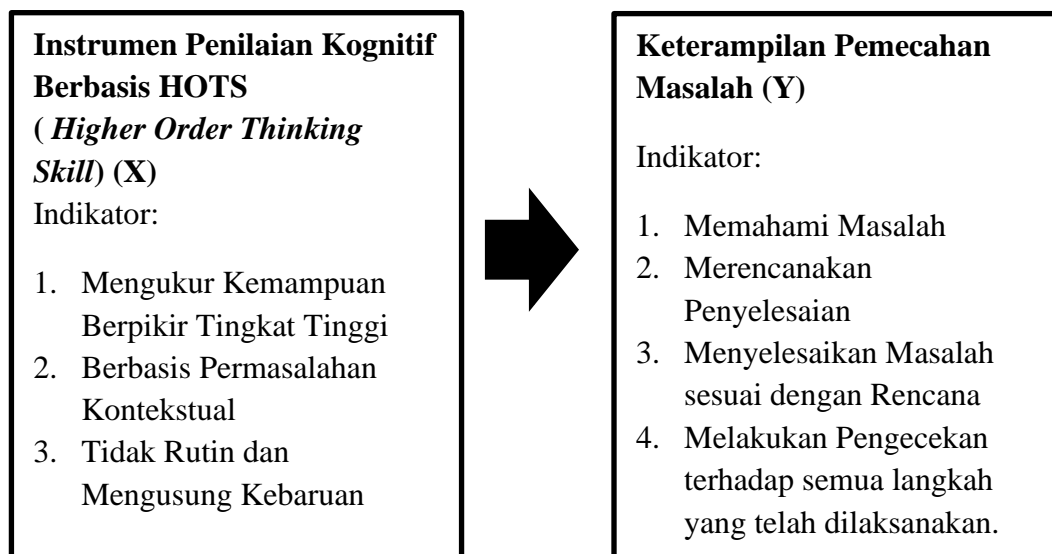 Instrumen Penilaian Kognitif
Berbasis HOTS
( Higher Order Thinking
Skill) (X)
Indikator:
1. Mengukur Kemampuan
Berpikir Tingkat Tinggi
2. Berbasis Permasalahan
Kontekstual
3. Tidak Rutin dan
Mengusung Kebaruan
Keterampilan Pemecahan
Masalah (Y)
Indikator:
1. Memahami Masalah
2. Merencanakan
Penyelesaian
3. Menyelesaikan Masalah
sesuai dengan Rencana
4. Melakukan Pengecekan
terhadap semua langkah
yang telah dilaksanakan.